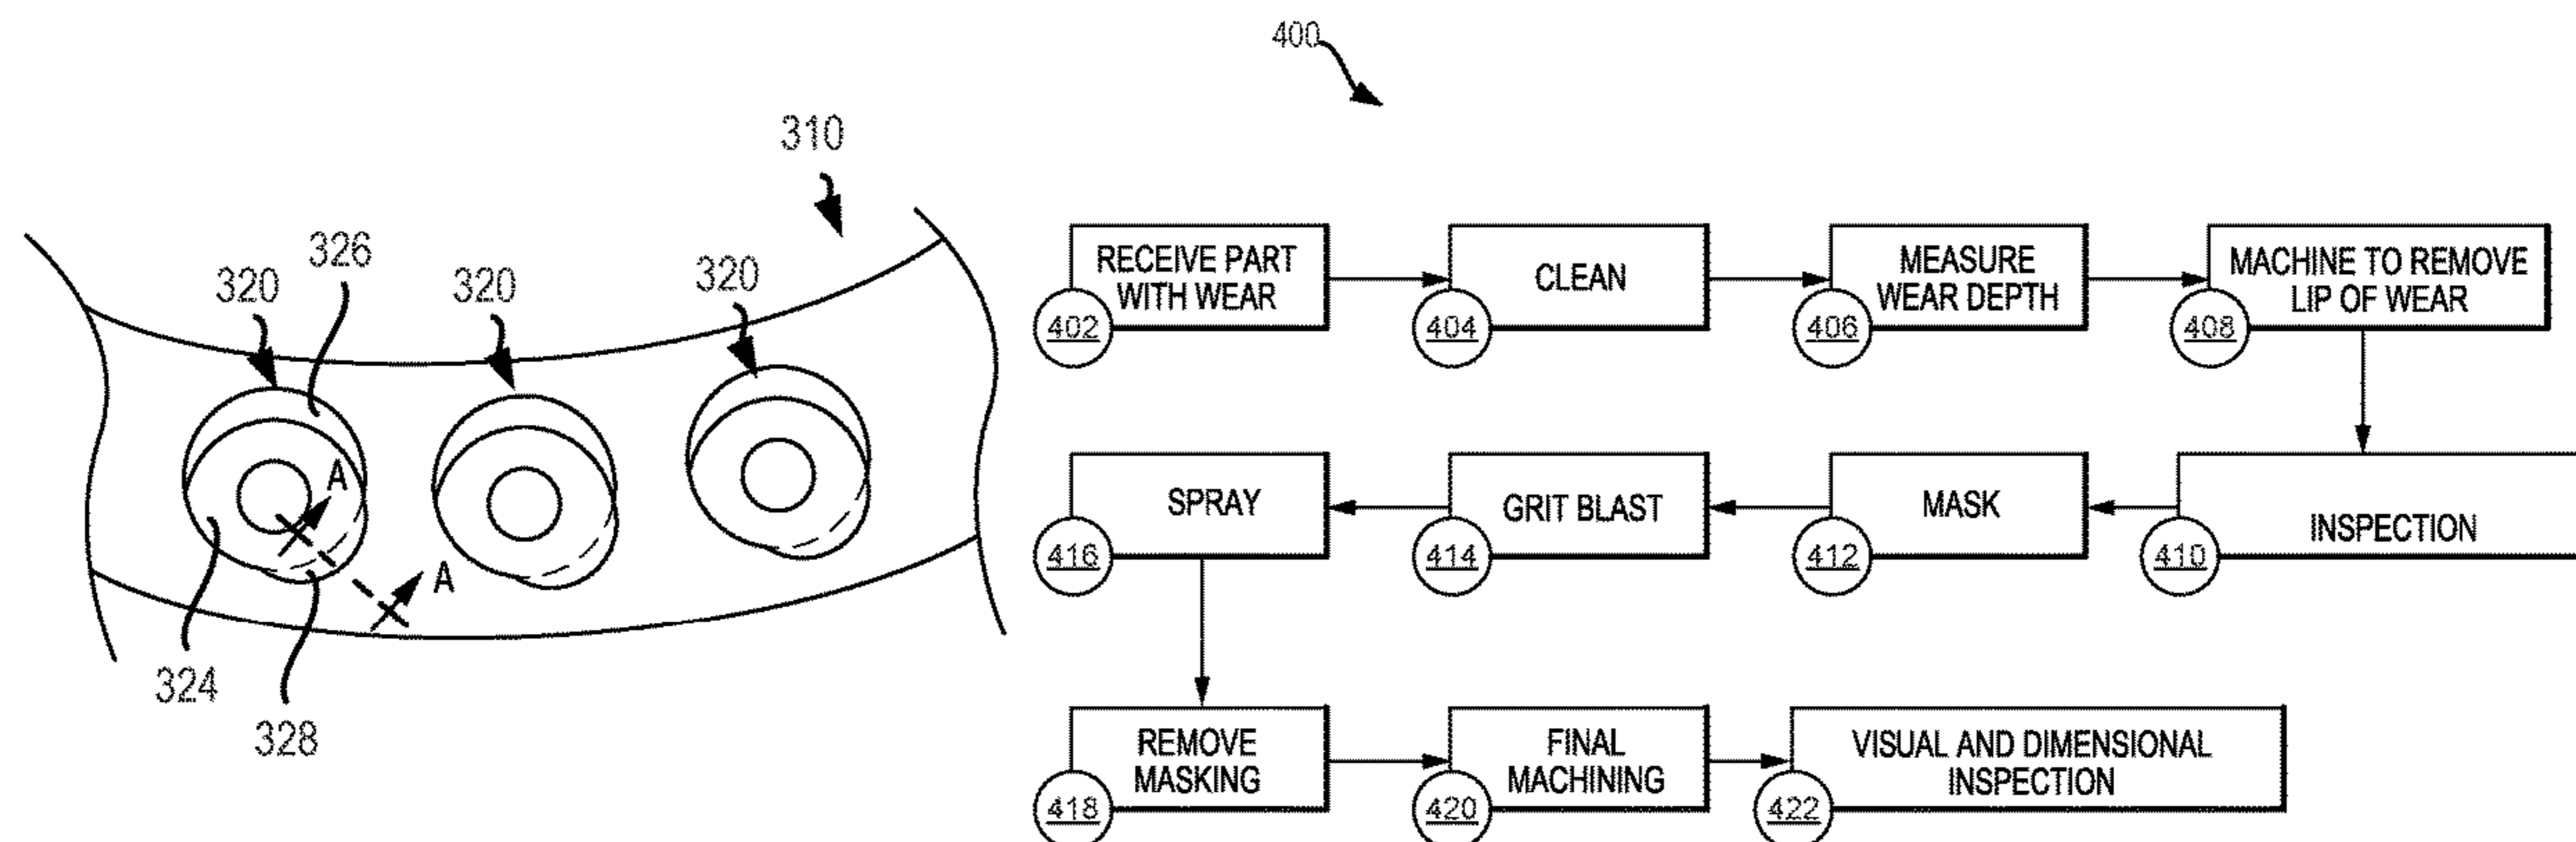 310
326
320
320
320
A
A
324
328
400
RECEIVE PART
WITH WEAR
402
CLEAN
404
MEASURE
WEAR DEPTH
406
MACHINE TO REMOVE
LIP OF WEAR
408
INSPECTION
410
MASK
412
GRIT BLAST
414
SPRAY
416
REMOVE
MASKING
418
FINAL
MACHINING
420
VISUAL AND DIMENSIONAL
INSPECTION
422